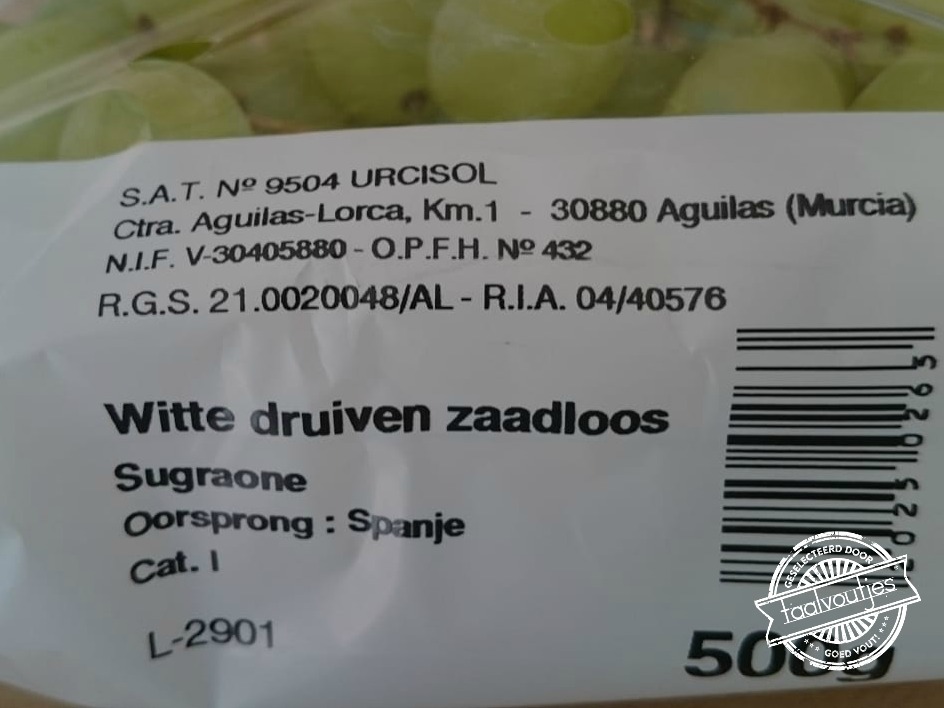 S.A.T. Nº 9504 URCISOL
Ctra. Aguilas-Lorca, Km.1 - 30880 Aguilas (Murcia)
N.I.F. V-30405880 - O.P.F.H. Nº 432
R.G.S. 21.0020048/AL - R.I.A. 04/40576
Witte druiven zaadloos
Sugraone
Oorsprong : Spanje
Cat. I
L-2901
500g
GESELECTEERD DOOR
taalvoutjes
GOED VOUT!